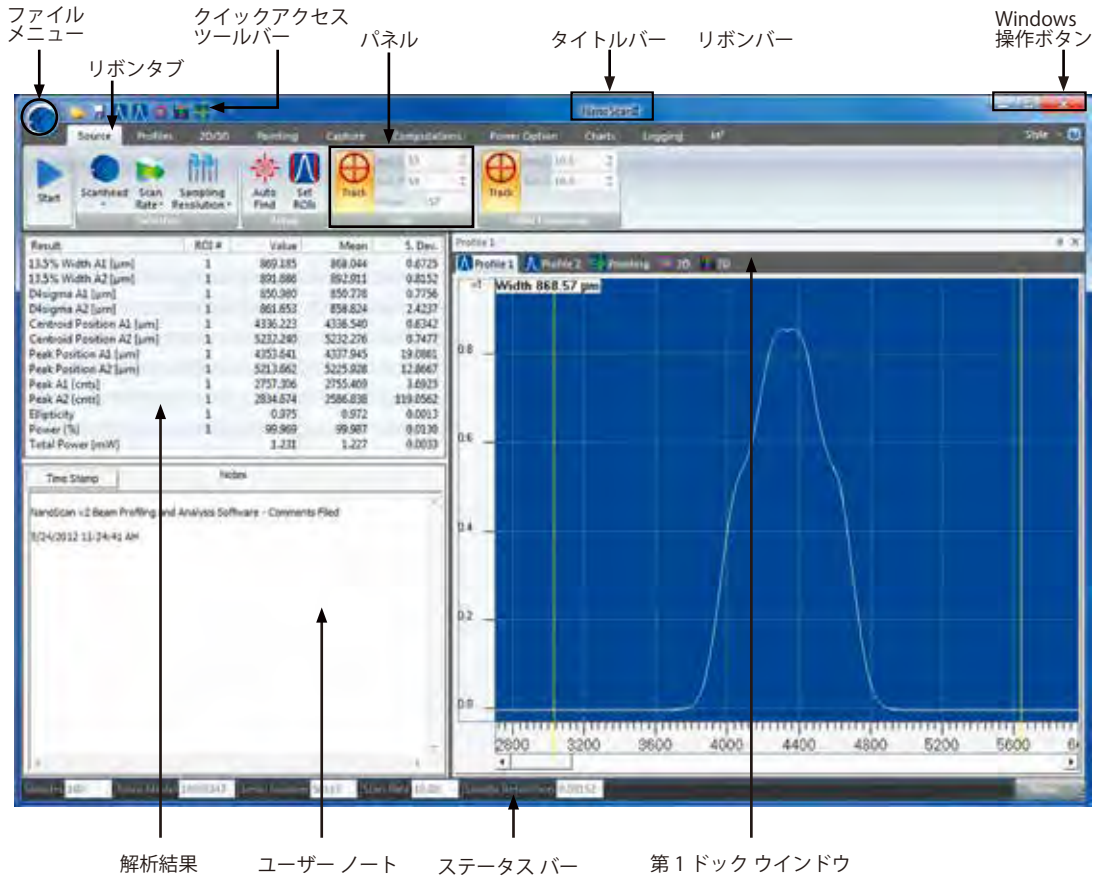 ファイル
メニュー
クイックアクセス
ツールバー
パネル
タイトルバー
リボンバー
Windows
操作ボタン
リボンタブ
NanoScan2
Source Profiles 2D/3D Pointing Capture Computations Power Option Charts Logging M² Style
Start
Scanhead
Scan
Rate
Sampling
Resolution
Auto
Find
Set
ROIs
Track
Track
Result ROI # Value Mean S. Dev.
13.5% Width A1 [µm] 1 869.185 868.044 0.6725
13.5% Width A2 [µm] 1 891.886 892.911 0.8152
D4sigma A1 [µm] 1 850.980 850.778 0.7756
D4sigma A2 [µm] 1 861.653 858.824 2.4237
Centroid Position A1 [µm] 1 4336.223 4336.540 0.6342
Centroid Position A2 [µm] 1 5232.240 5232.276 0.7477
Peak Position A1 [µm] 1 4353.641 4337.945 19.0861
Peak Position A2 [µm] 1 5213.662 5225.928 12.8667
Peak A1 [cnts] 1 2757.306 2755.469 3.6923
Peak A2 [cnts] 1 2834.674 2586.838 119.0562
Ellipticity 1 0.975 0.972 0.0013
Power (%) 1 99.969 99.987 0.0130
Total Power [mW] 1.231 1.227 0.0033
Time Stamp
Notes
NanoScan v2 Beam Profiling and Analysis Software - Comments Filed
11:24:41 AM
Profile 1
Profile 1 Profile 2 Pointing 2D 3D
Width 868.57 µm
0.8
0.6
0.4
0.2
0.0
2800 3200 3600 4000 4400 4800 5200 5600
解析結果
ユーザー ノート
ステータス バー
第 1 ドック ウインドウ